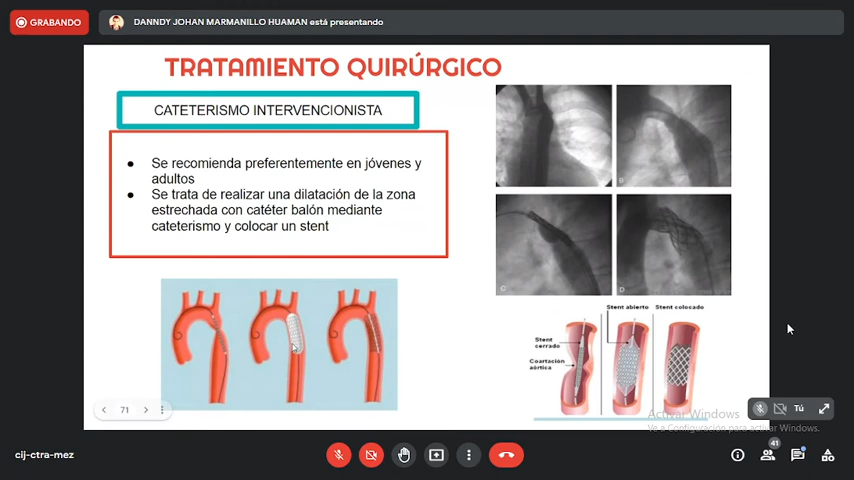 GRABANDO
DANNDY JOHAN MARMANILLO HUAMAN está presentando
TRATAMIENTO QUIRÚRGICO
CATETERISMO INTERVENCIONISTA
● Se recomienda preferentemente en jóvenes y
adultos
● Se trata de realizar una dilatación de la zona
estrechada con catéter balón mediante
cateterismo y colocar un stent
B
C
D
Stent abierto
Stent colocado
Stent
cerrado
Coartación
aórtica
71
Tú
Activar Windows
Ve a Configuración para activar Windows.
cij-ctra-mez
41